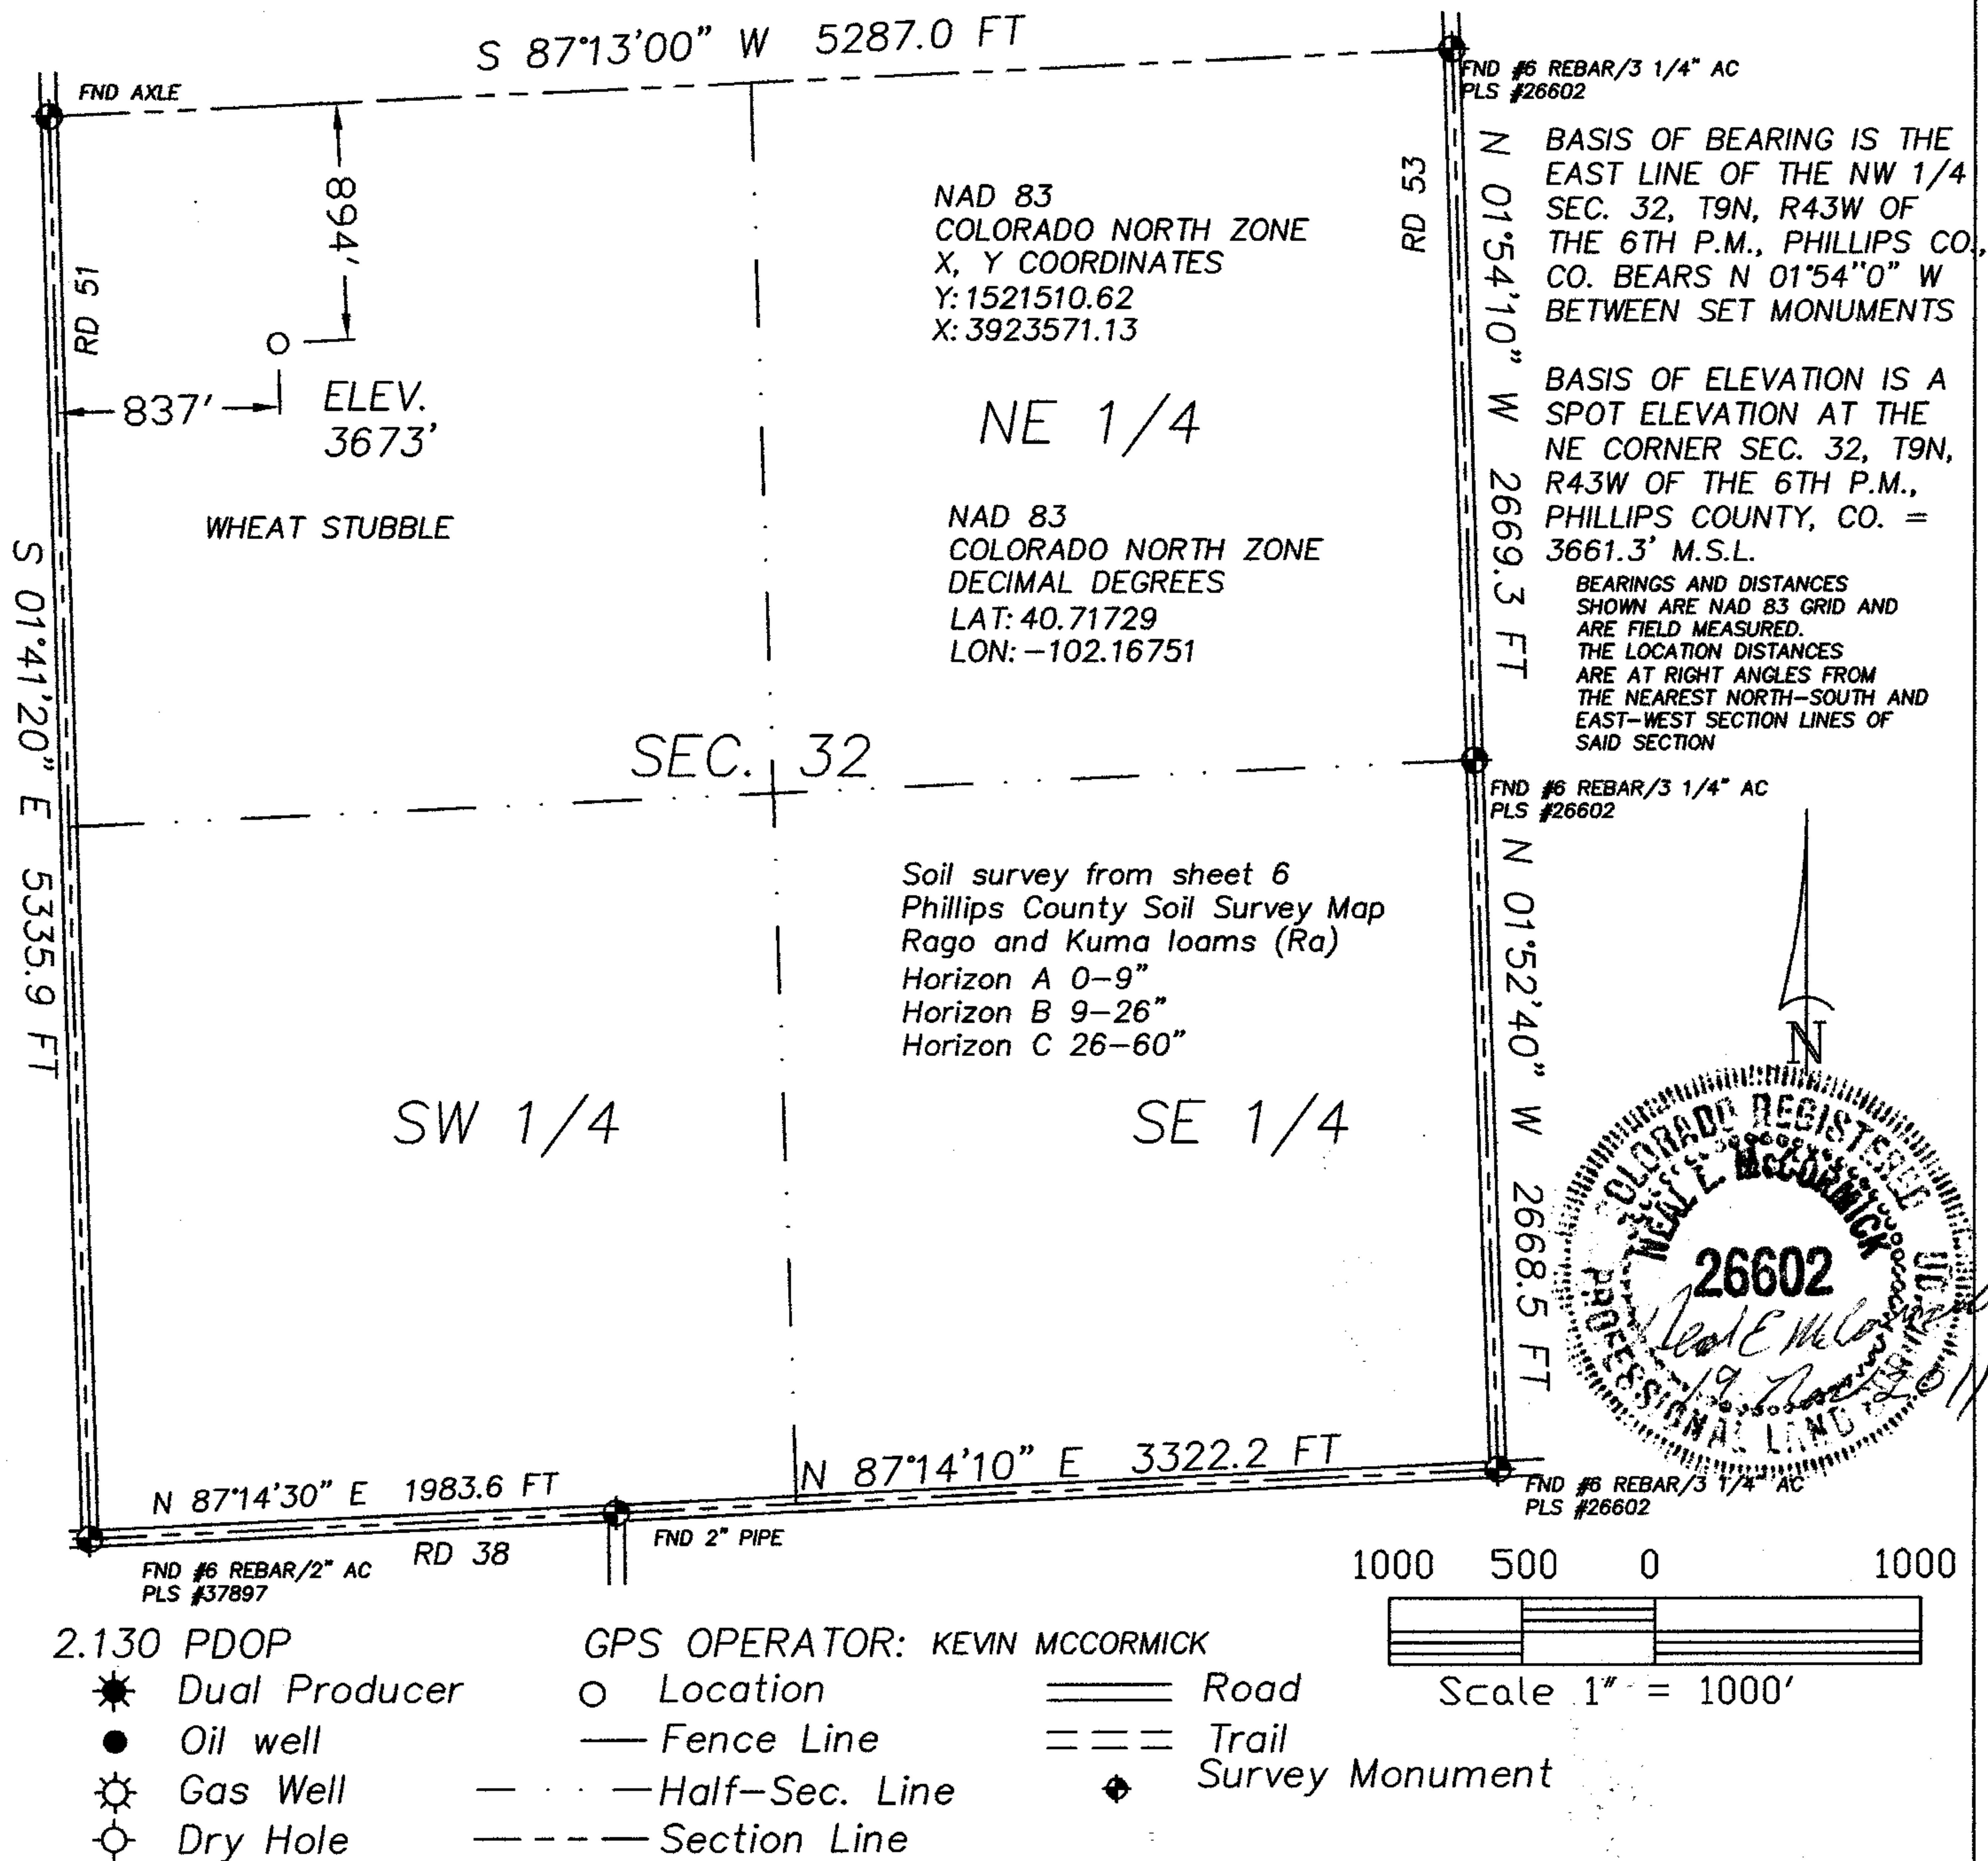 S 87°13'00" W 5287.0 FT
FND AXLE
FND #6 REBAR/3 1/4" AC
PLS #26602
894'
RD 51
837'
ELEV.
3673'
WHEAT STUBBLE
S 01°41'20" E 5335.9 FT
NAD 83
COLORADO NORTH ZONE
X, Y COORDINATES
Y: 1521510.62
X: 3923571.13
NE 1/4
NAD 83
COLORADO NORTH ZONE
DECIMAL DEGREES
LAT: 40.71729
LON: -102.16751
RD 53
N 01°54'10" W 2669.3 FT
BASIS OF BEARING IS THE
EAST LINE OF THE NW 1/4
SEC. 32, T9N, R43W OF
THE 6TH P.M., PHILLIPS CO.,
CO. BEARS N 01°54"0" W
BETWEEN SET MONUMENTS
BASIS OF ELEVATION IS A
SPOT ELEVATION AT THE
NE CORNER SEC. 32, T9N,
R43W OF THE 6TH P.M.,
PHILLIPS COUNTY, CO. =
3661.3' M.S.L.
BEARINGS AND DISTANCES
SHOWN ARE NAD 83 GRID AND
ARE FIELD MEASURED.
THE LOCATION DISTANCES
ARE AT RIGHT ANGLES FROM
THE NEAREST NORTH-SOUTH AND
EAST-WEST SECTION LINES OF
SAID SECTION
SEC. 32
FND #6 REBAR/3 1/4" AC
PLS #26602
N 01°52'40" W 2668.5 FT
Soil survey from sheet 6
Phillips County Soil Survey Map
Rago and Kuma loams (Ra)
Horizon A 0-9"
Horizon B 9-26"
Horizon C 26-60"
SW 1/4
SE 1/4
N
COLORADO REGISTERED
NEAL E. McCORMICK
26602
Neal E McCormick
19 Nov 2011
PROFESSIONAL LAND
N 87°14'30" E 1983.6 FT
N 87°14'10" E 3322.2 FT
FND #6 REBAR/3 1/4" AC
PLS #26602
FND 2" PIPE
RD 38
FND #6 REBAR/2" AC
PLS #37897
1000 500 0 1000
Scale 1" = 1000'
2.130 PDOP
GPS OPERATOR: KEVIN MCCORMICK
Dual Producer
Location
Road
Oil well
Fence Line
Trail
Gas Well
Half-Sec. Line
Survey Monument
Dry Hole
Section Line